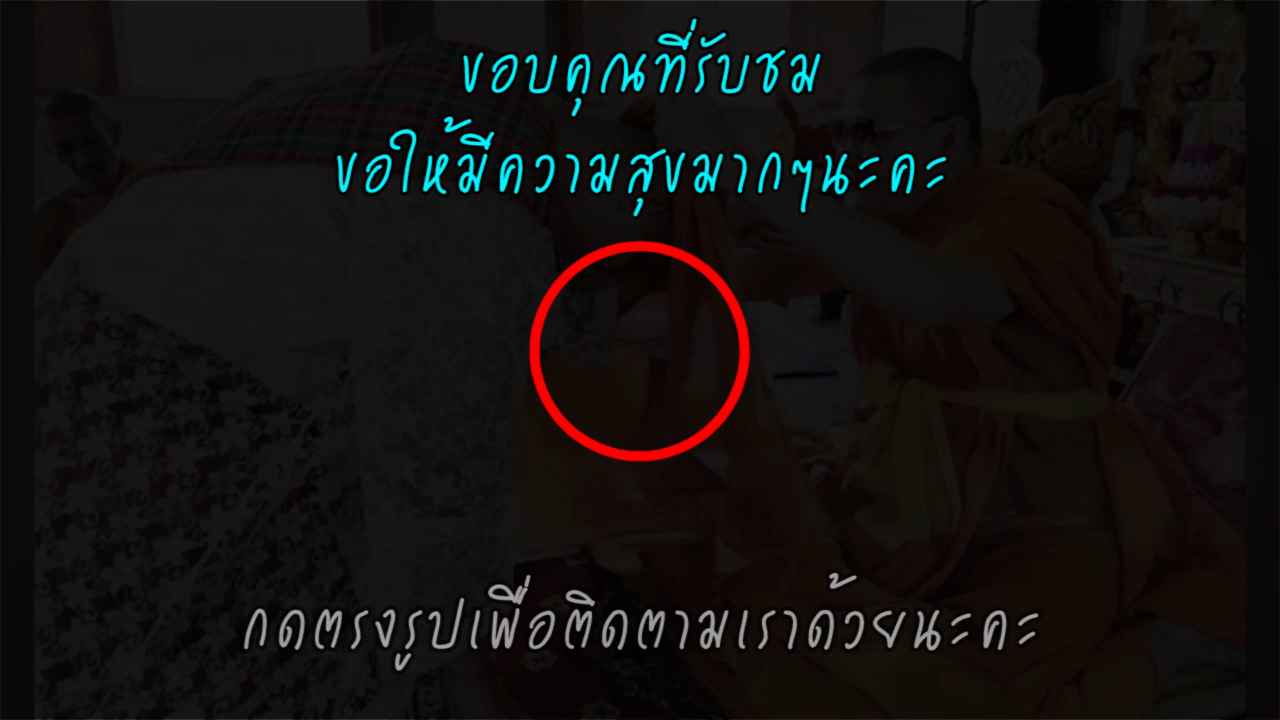 ขอบคุณที่รับชม
ขอให้มีความสุขมากๆนะคะ
กดตรงรูปเพื่อติดตามเราด้วยนะคะ